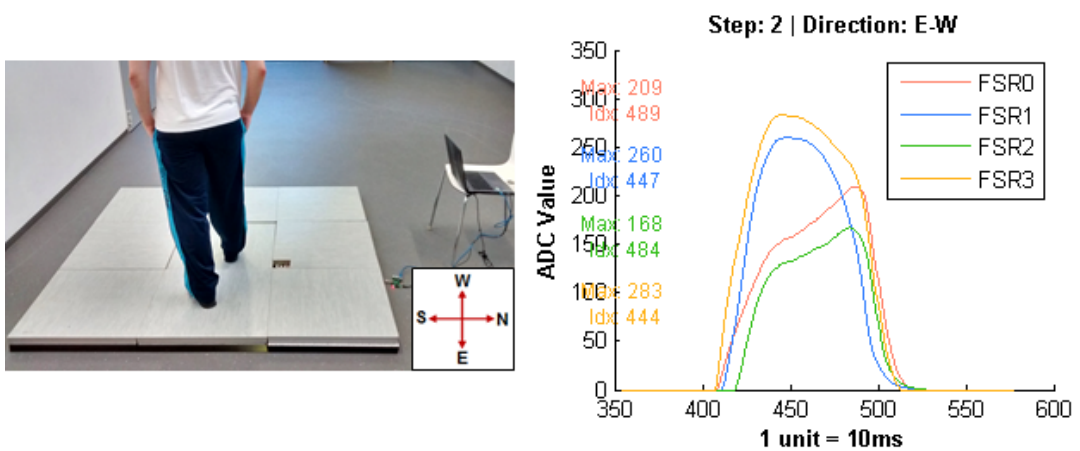 W
S N
E
Step: 2 | Direction: E-W
ADC Value
350
300
250
200
150
100
50
0
Max: 209
Idx: 489
Max: 260
Idx: 447
Max: 168
Idx: 484
Max: 283
Idx: 444
FSR0
FSR1
FSR2
FSR3
350 400 450 500 550 600
1 unit = 10ms